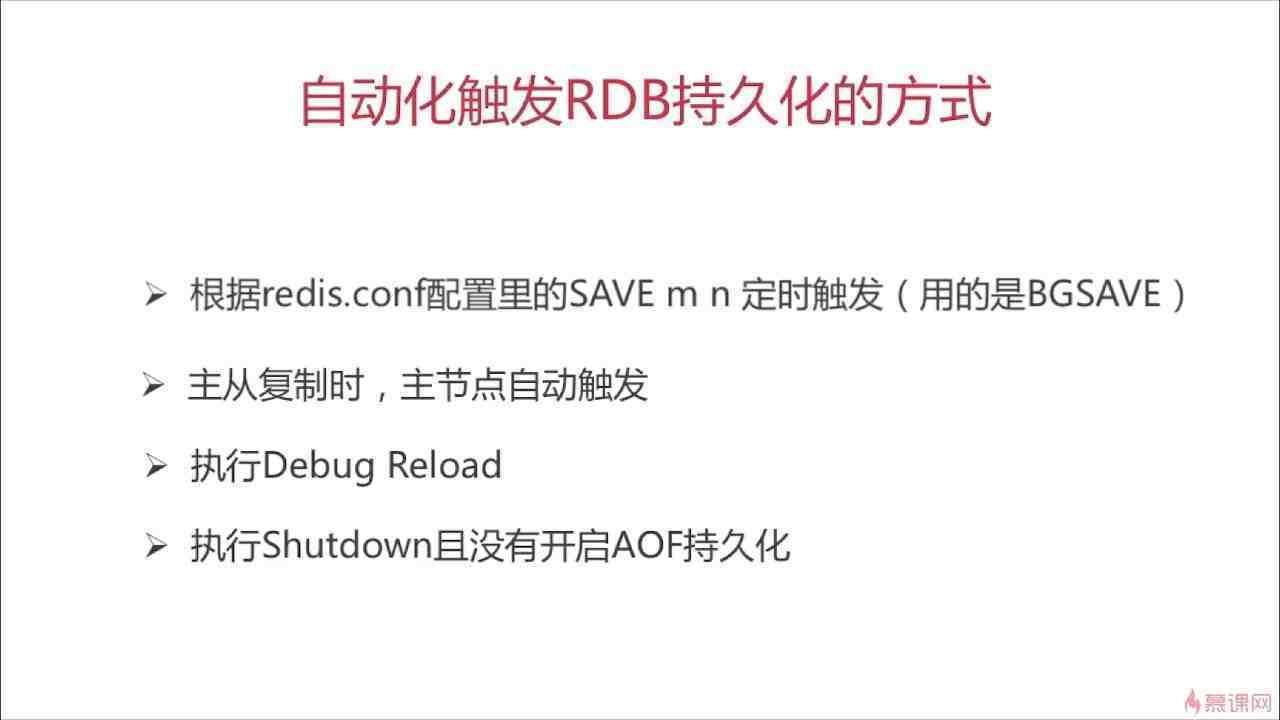 自动化触发RDB持久化的方式
➢ 根据redis.conf配置里的SAVE m n 定时触发（用的是BGSAVE）
➢ 主从复制时，主节点自动触发
➢ 执行Debug Reload
➢ 执行Shutdown且没有开启AOF持久化
慕课网